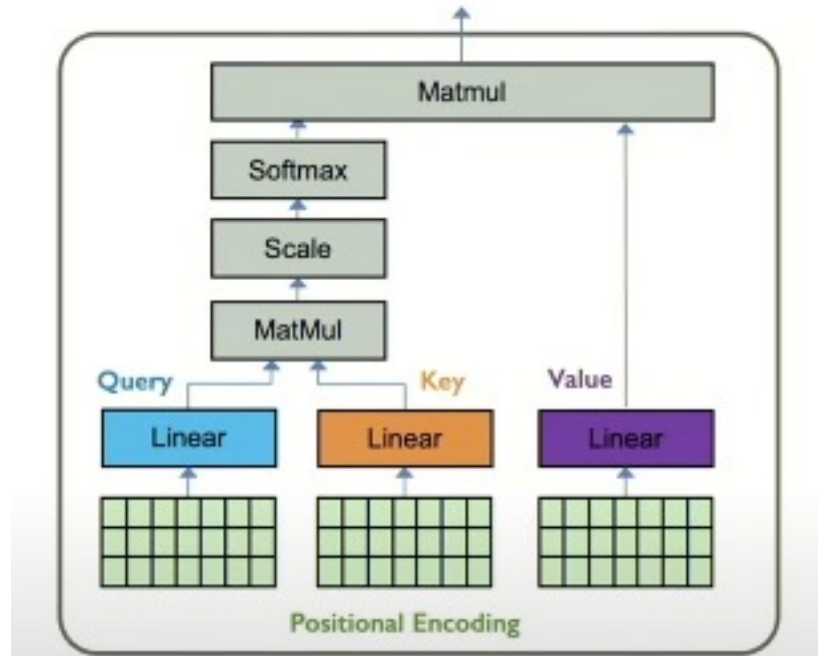 Matmul
Softmax
Scale
MatMul
Query
Key
Value
Linear
Linear
Linear
Positional Encoding